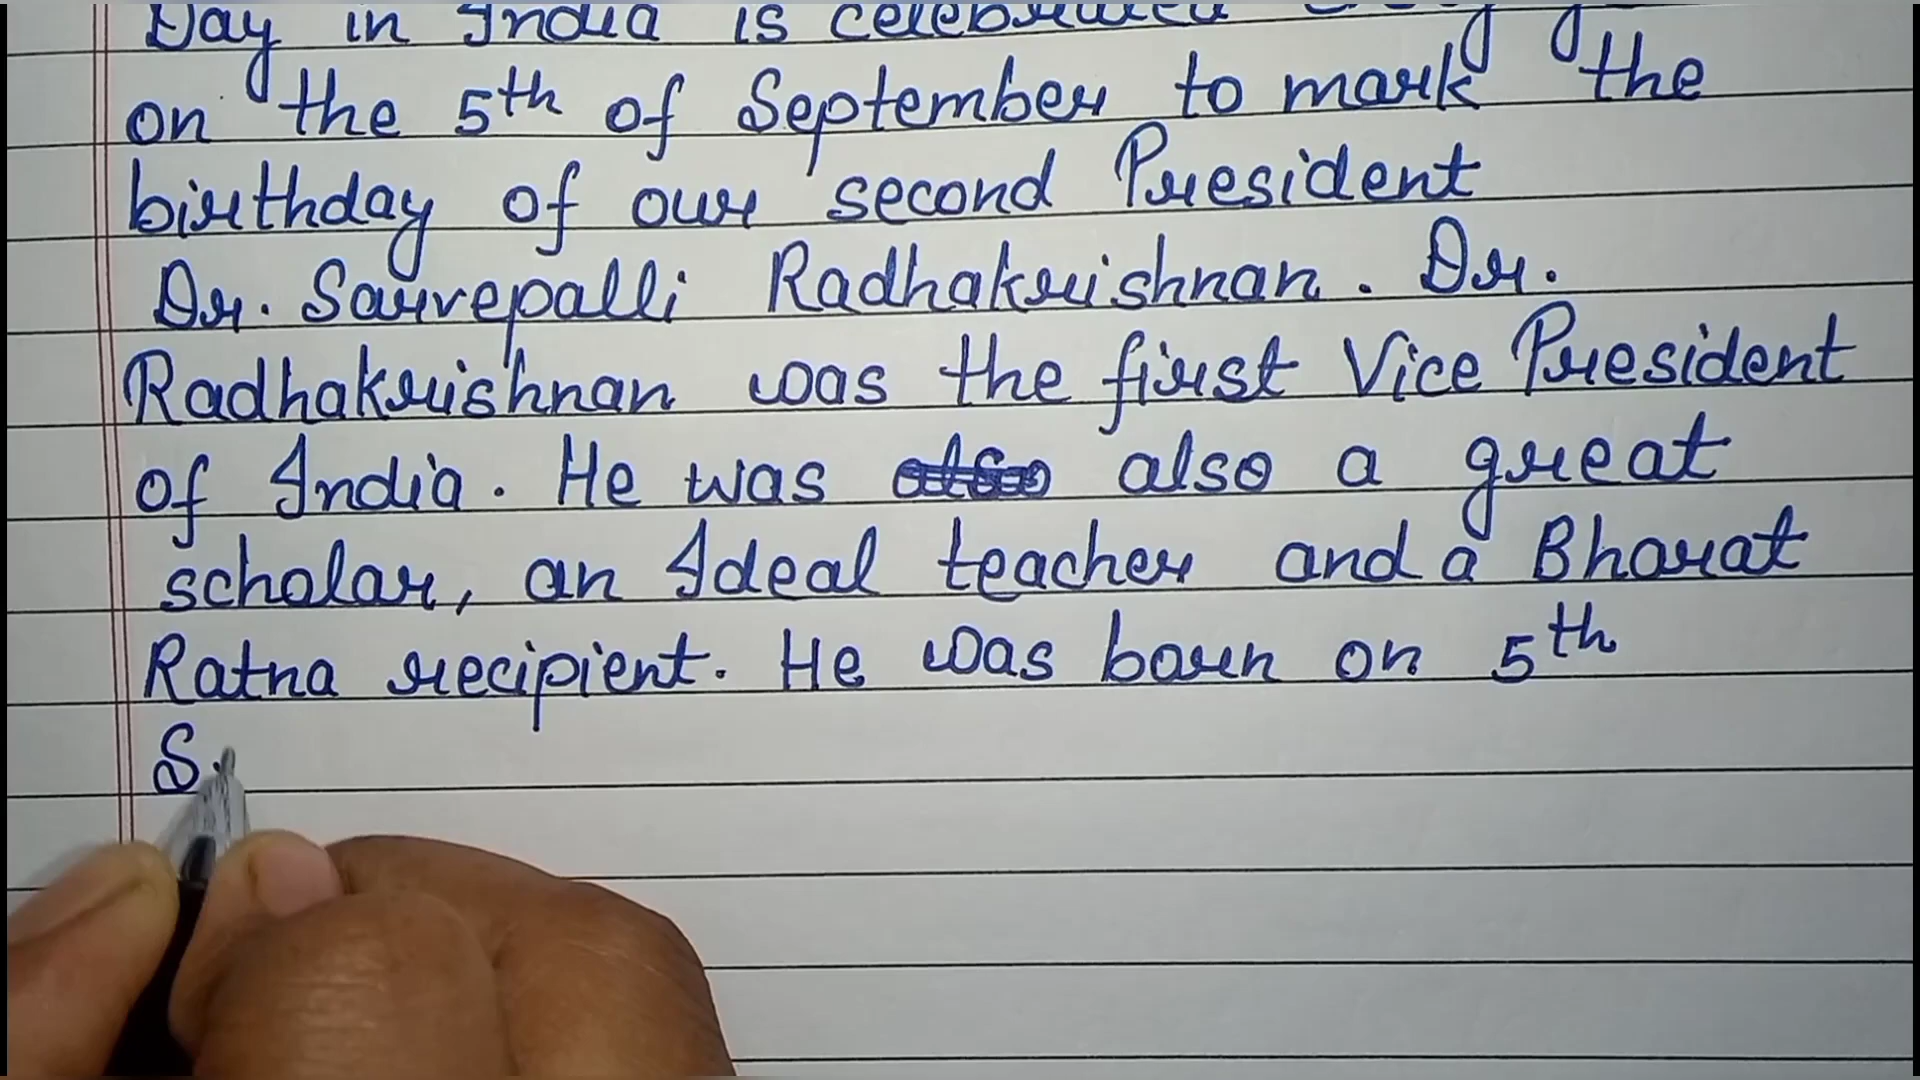 Day in India is celebrated
on the 5th of September to mark the
birthday of our second President
Dr. Sarvepalli Radhakrishnan. Dr.
Radhakrishnan was the first Vice President
of India. He was also also a great
scholar, an Ideal teacher and a Bharat
Ratna recipient. He was born on 5th
S